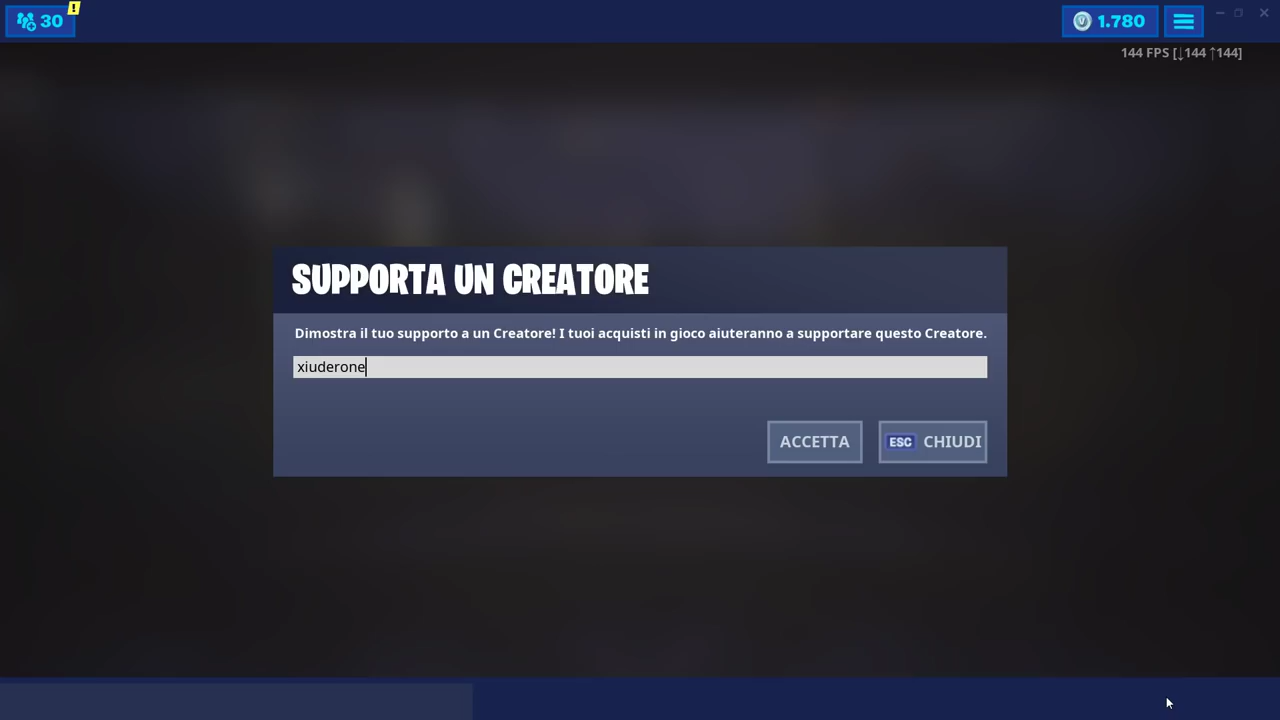 30 !
1.780
144 FPS [↓144 ↑144]
SUPPORTA UN CREATORE
Dimostra il tuo supporto a un Creatore! I tuoi acquisti in gioco aiuteranno a supportare questo Creatore.
xiuderone
ACCETTA
ESC CHIUDI